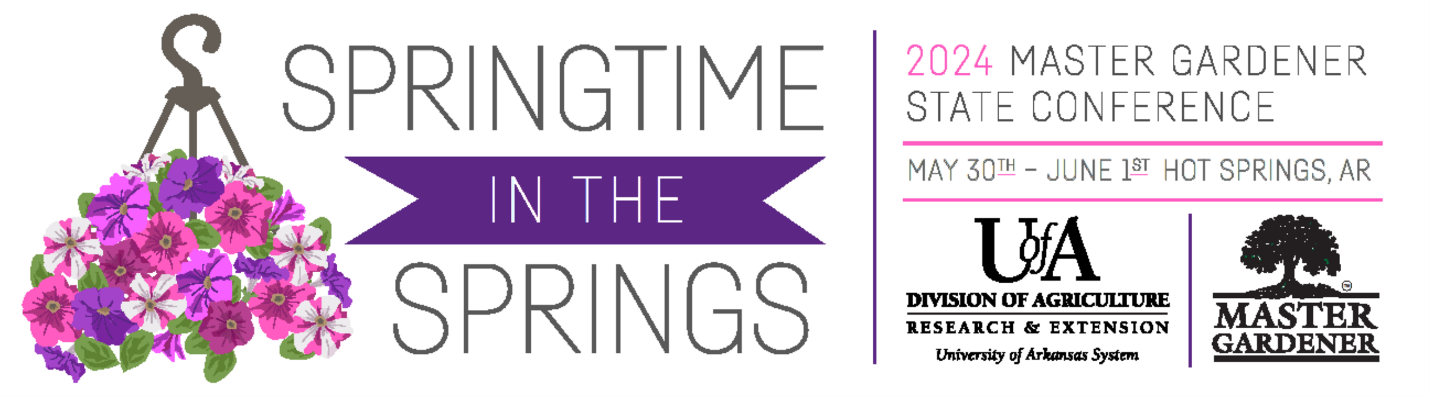 SPRINGTIME
IN THE
SPRINGS
2024 MASTER GARDENER
STATE CONFERENCE
MAY 30TH - JUNE 1ST HOT SPRINGS, AR
UofA
DIVISION OF AGRICULTURE
RESEARCH & EXTENSION
University of Arkansas System
TM
MASTER
GARDENER